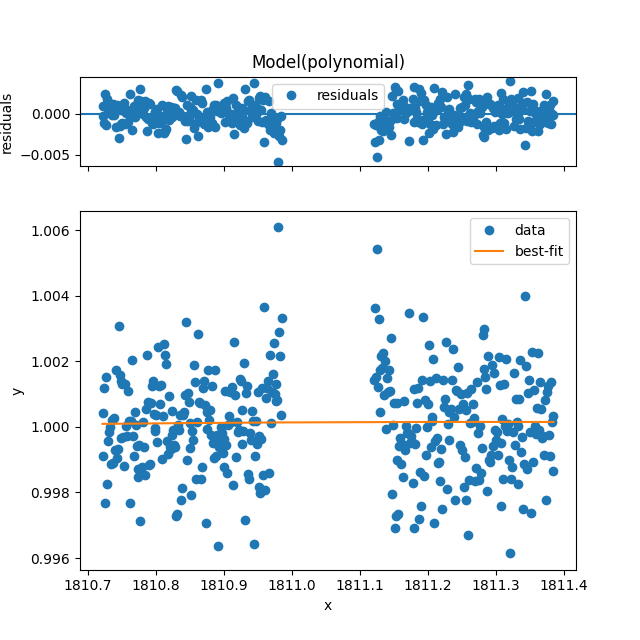 Model(polynomial)
residuals
0.000
−0.005
residuals
1.006
1.004
1.002
1.000
0.998
0.996
y
data
best-fit
1810.7 1810.8 1810.9 1811.0 1811.1 1811.2 1811.3 1811.4
x